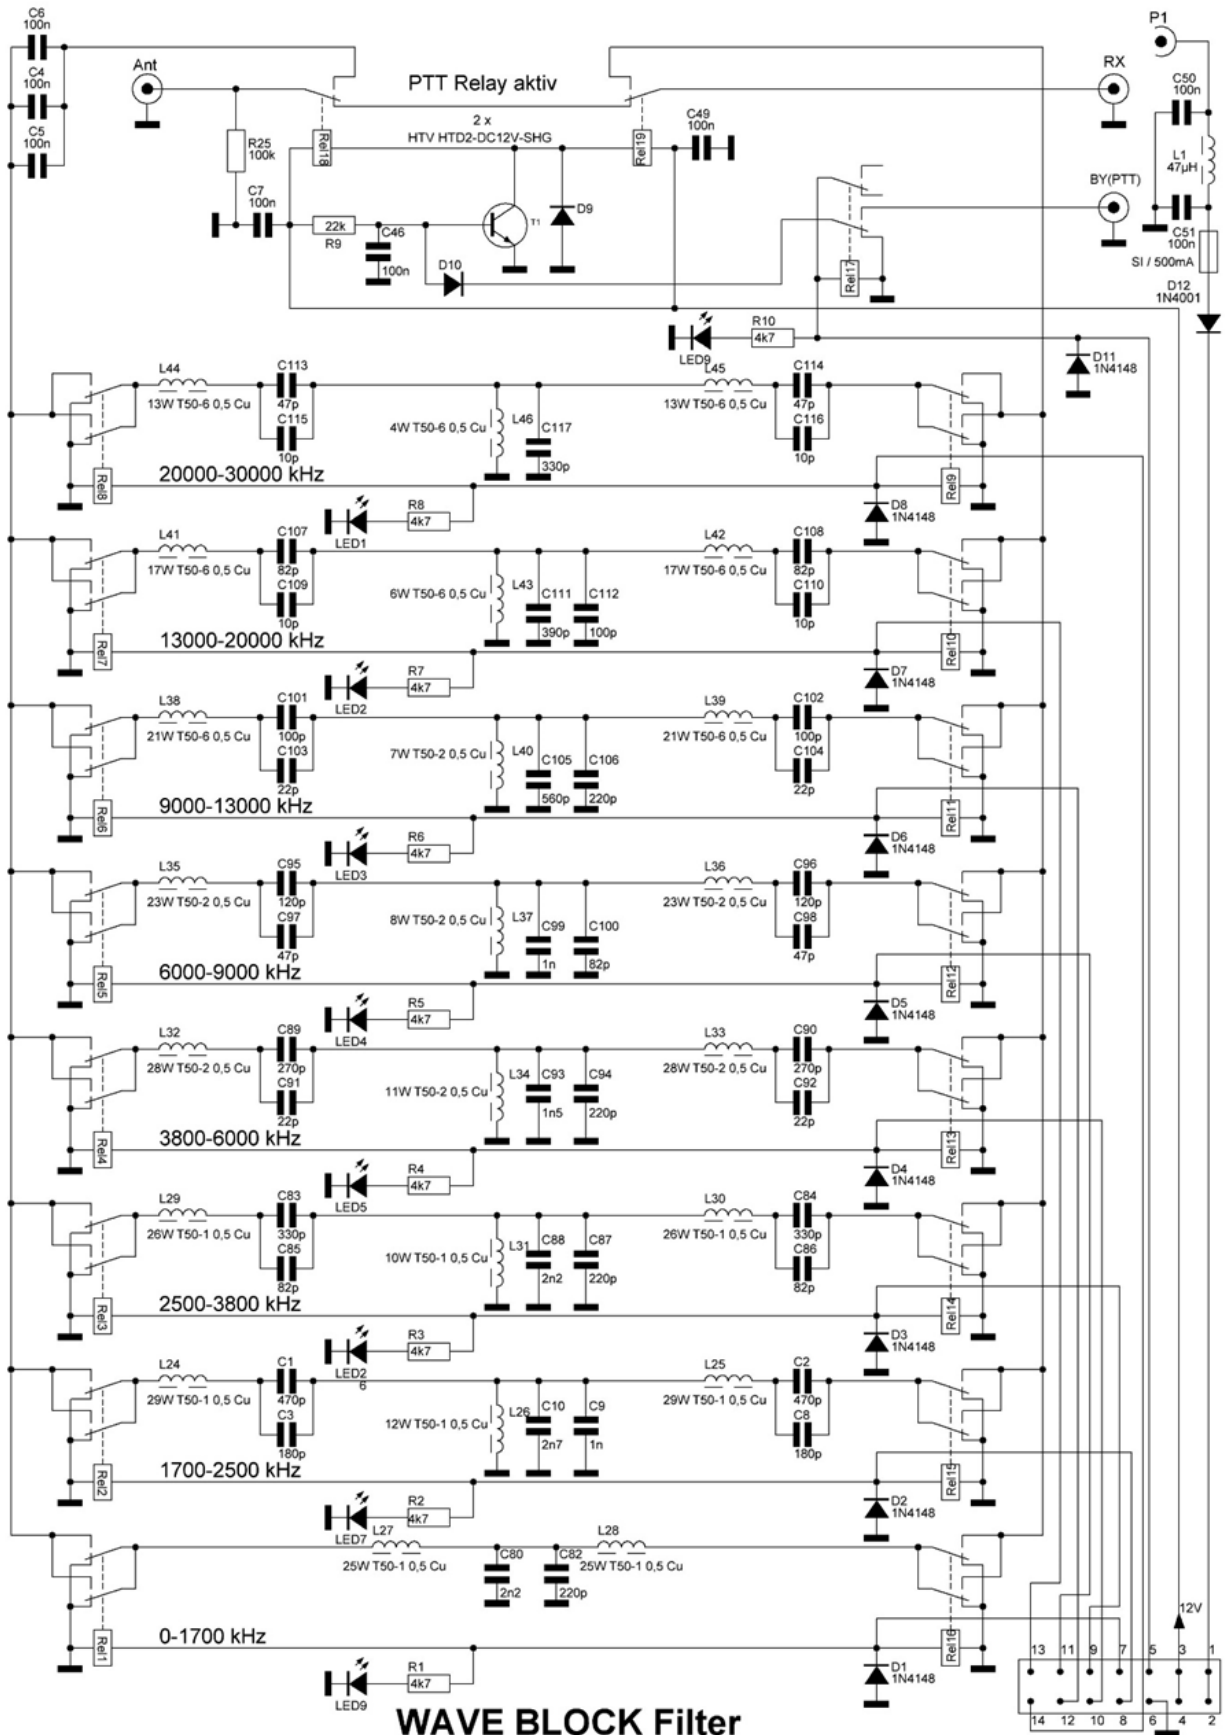 C6
100n
C4
100n
C5
100n
Ant
PTT Relay aktiv
2 x
HTV HTD2-DC12V-SHG
Rel18
Rel19
C49
100n
RX
P1
C50
100n
L1
47µH
BY(PTT)
C51
100n
SI / 500mA
D12
1N4001
R25
100k
C7
100n
22k
R9
C46
100n
T1
D9
D10
Rel17
LED9
R10
4k7
D11
1N4148
L44
13W T50-6 0,5 Cu
C113
47p
C115
10p
4W T50-6 0,5 Cu
L46
C117
330p
L45
13W T50-6 0,5 Cu
C114
47p
C116
10p
Rel8
20000-30000 kHz
Rel9
LED1
R8
4k7
D8
1N4148
L41
17W T50-6 0,5 Cu
C107
82p
C109
10p
6W T50-6 0,5 Cu
L43
C111
390p
C112
100p
L42
17W T50-6 0,5 Cu
C108
82p
C110
10p
Rel7
13000-20000 kHz
Rel10
LED2
R7
4k7
D7
1N4148
L38
21W T50-6 0,5 Cu
C101
100p
C103
22p
7W T50-2 0,5 Cu
L40
C105
560p
C106
220p
L39
21W T50-6 0,5 Cu
C102
100p
C104
22p
Rel6
9000-13000 kHz
Rel11
LED3
R6
4k7
D6
1N4148
L35
23W T50-2 0,5 Cu
C95
120p
C97
47p
8W T50-2 0,5 Cu
L37
C99
1n
C100
82p
L36
23W T50-2 0,5 Cu
C96
120p
C98
47p
Rel5
6000-9000 kHz
Rel12
LED4
R5
4k7
D5
1N4148
L32
28W T50-2 0,5 Cu
C89
270p
C91
22p
11W T50-2 0,5 Cu
L34
C93
1n5
C94
220p
L33
28W T50-2 0,5 Cu
C90
270p
C92
22p
Rel4
3800-6000 kHz
Rel13
LED5
R4
4k7
D4
1N4148
L29
26W T50-1 0,5 Cu
C83
330p
C85
82p
10W T50-1 0,5 Cu
L31
C88
2n2
C87
220p
L30
26W T50-1 0,5 Cu
C84
330p
C86
82p
Rel3
2500-3800 kHz
Rel14
LED2
6
R3
4k7
D3
1N4148
L24
29W T50-1 0,5 Cu
C1
470p
C3
180p
12W T50-1 0,5 Cu
L26
C10
2n7
C9
1n
L25
29W T50-1 0,5 Cu
C2
470p
C8
180p
Rel2
1700-2500 kHz
Rel15
LED7
R2
4k7
D2
1N4148
L27
25W T50-1 0,5 Cu
C80
2n2
C82
220p
L28
25W T50-1 0,5 Cu
Rel1
0-1700 kHz
Rel16
LED9
R1
4k7
D1
1N4148
12V
13 11 9 7 5 3 1
14 12 10 8 6 4 2
WAVE BLOCK Filter